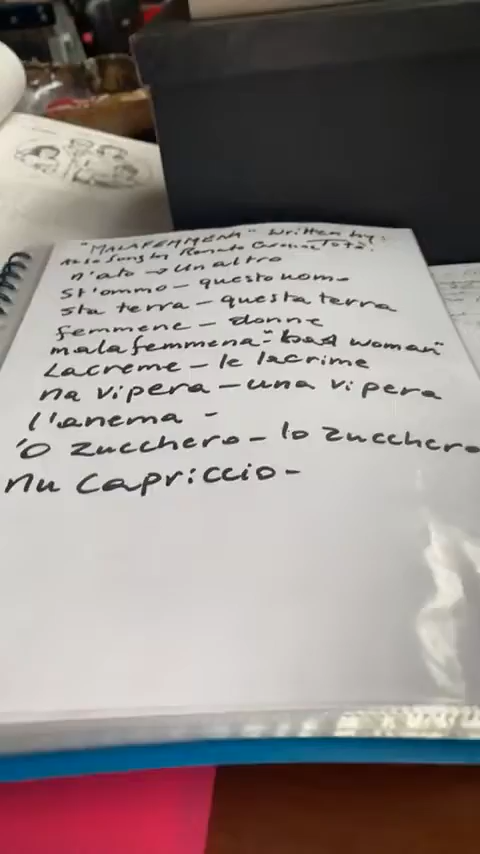 "MALAFEMMENA" Written by: Totò.
Also Sung by Renato Carosone
n'ato → un altro
St'ommo - questo uomo
Sta terra - questa terra
femmene - donne
malafemmena - "bad woman"
Lacreme - le lacrime
na vipera - una vipera
l'anema -
'O zucchero - lo zucchero
nu capriccio -